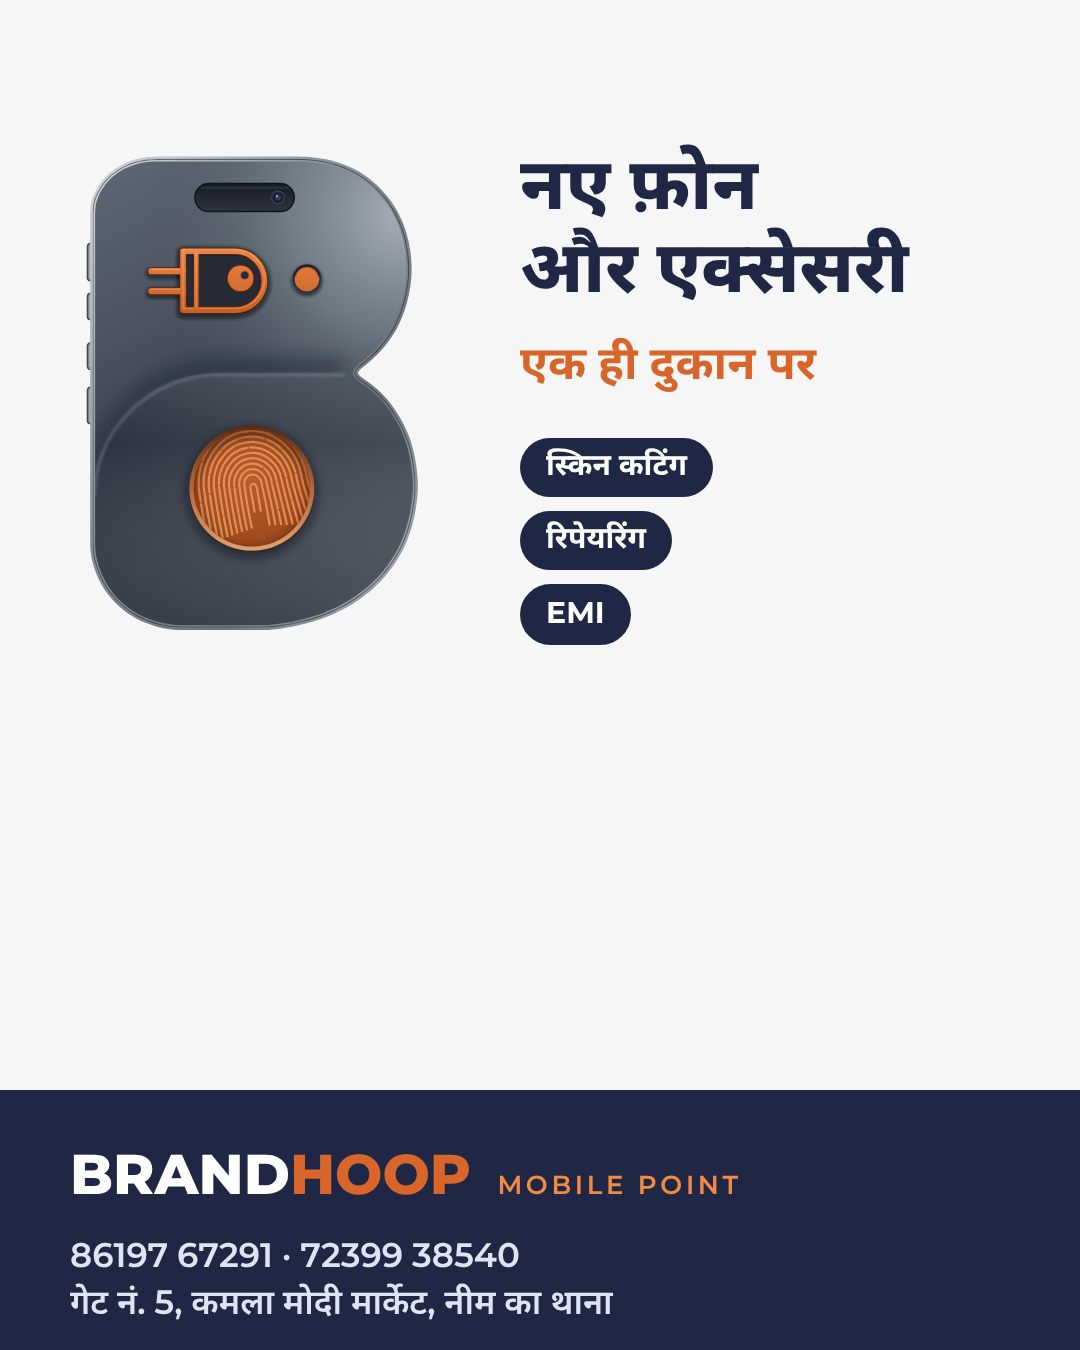 नए फ़ोन
और एक्सेसरी
एक ही दुकान पर
स्किन कटिंग
रिपेयरिंग
EMI
BRANDHOOP MOBILE POINT
86197 67291 · 72399 38540
गेट नं. 5, कमला मोदी मार्केट, नीम का थाना